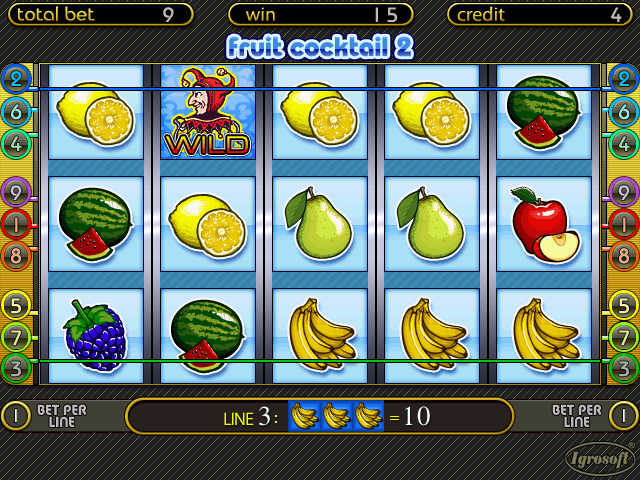 total bet 9 win 15 credit 4
fruit cocktail 2
2 2
6 6
4 4
WILD
9 9
1 1
8 8
5 5
7 7
3 3
1 BET PER LINE LINE 3: = 10 BET PER LINE 1
Igrosoft®